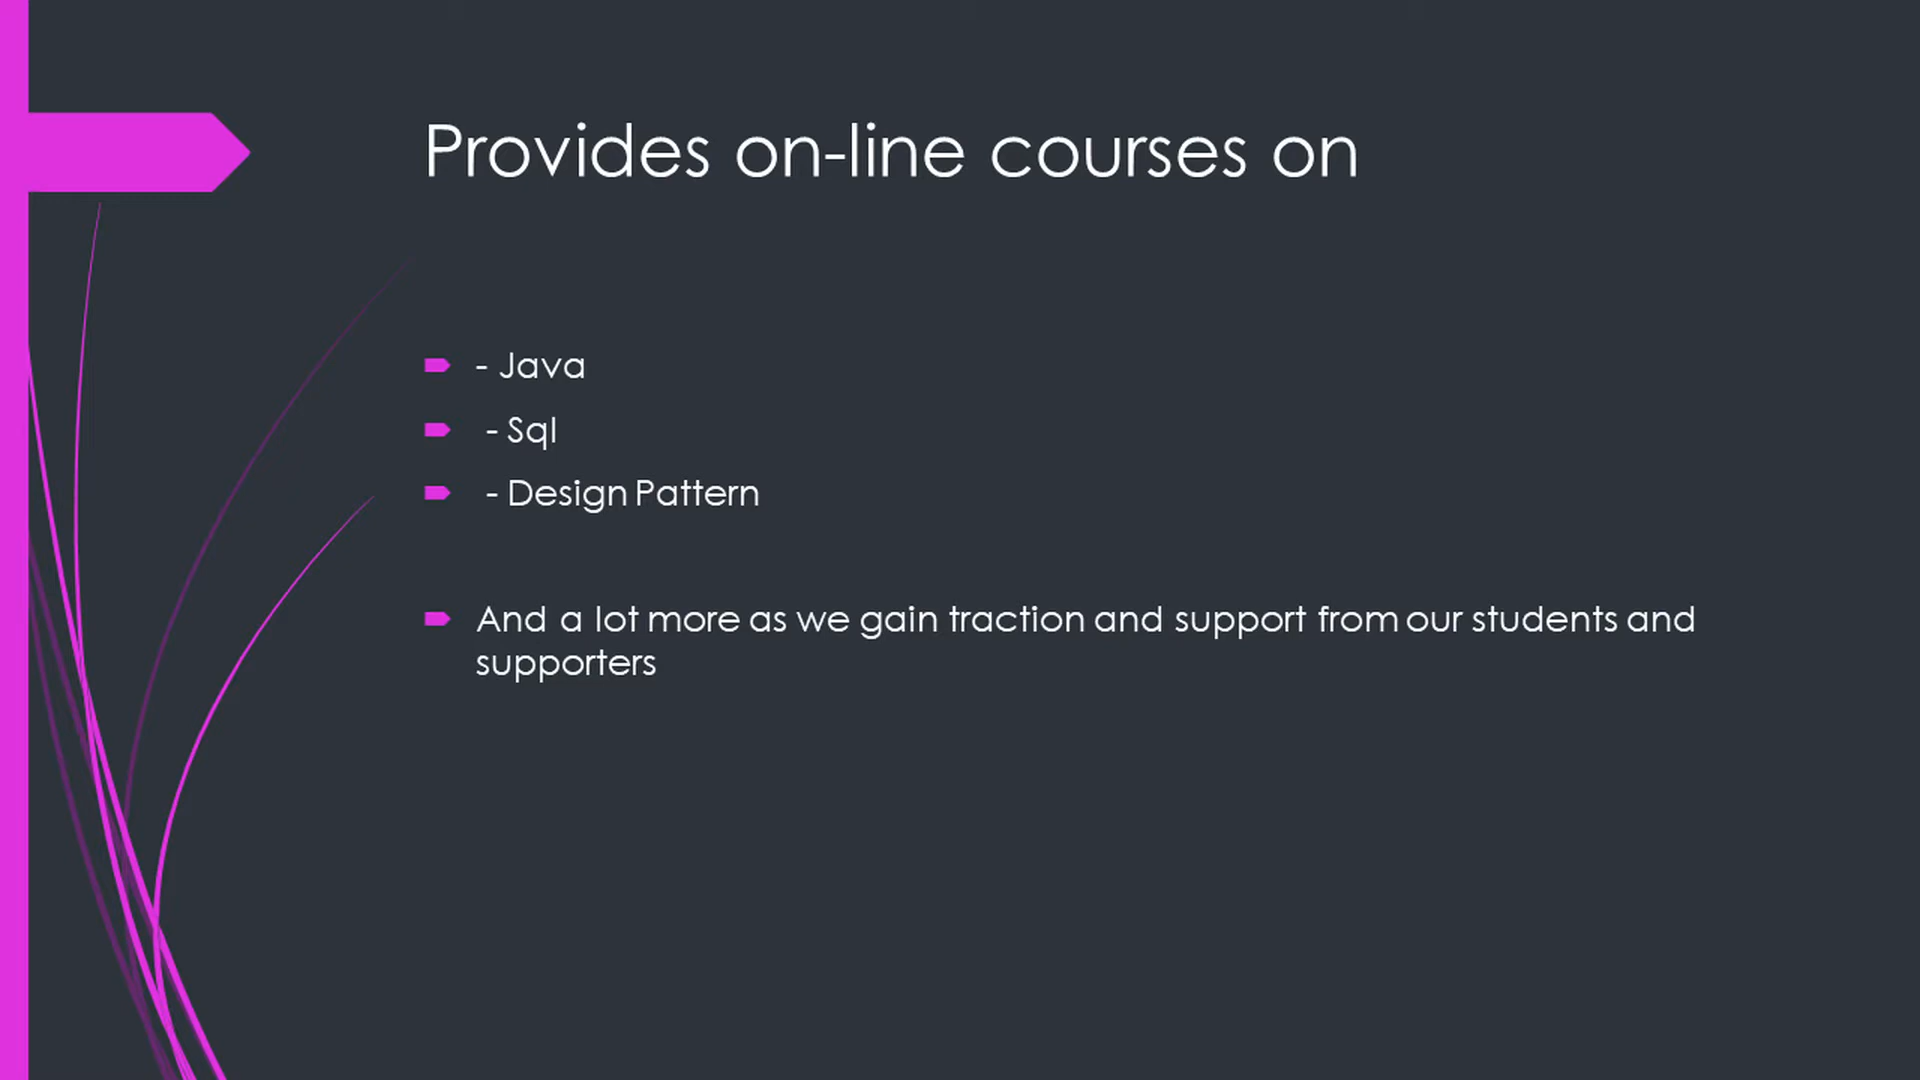 Provides on-line courses on
- Java
- Sql
- Design Pattern
And a lot more as we gain traction and support from our students and
supporters